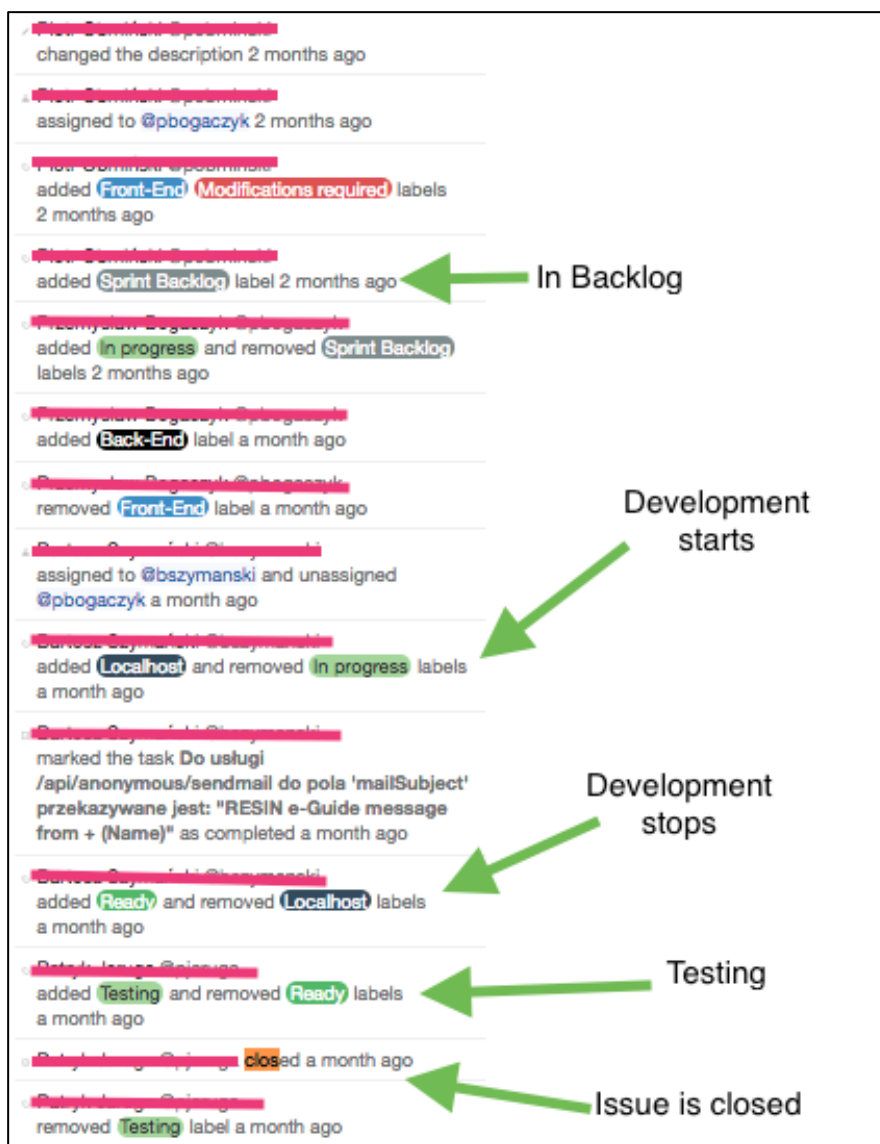 changed the description 2 months ago
assigned to @pbogaczyk 2 months ago
added Front-End Modifications required labels
2 months ago
added Sprint Backlog label 2 months ago
In Backlog
added In progress and removed Sprint Backlog
labels 2 months ago
added Back-End label a month ago
removed Front-End label a month ago
Development
starts
assigned to @bszymanski and unassigned
@pbogaczyk a month ago
added Localhost and removed In progress labels
a month ago
marked the task Do usługi
/api/anonymous/sendmail do pola 'mailSubject'
przekazywane jest: "RESIN e-Guide message
from + (Name)" as completed a month ago
Development
stops
added Ready and removed Localhost labels
a month ago
Testing
added Testing and removed Ready labels
a month ago
closed a month ago
Issue is closed
removed Testing label a month ago